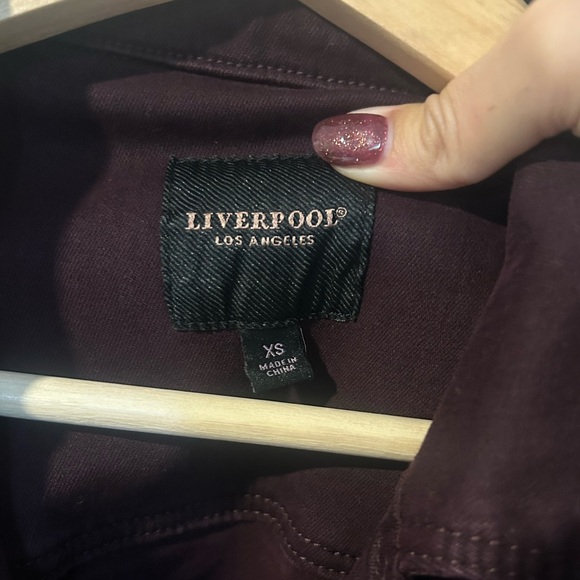 LIVERPOOL®
LOS ANGELES
XS
MADE IN
CHINA